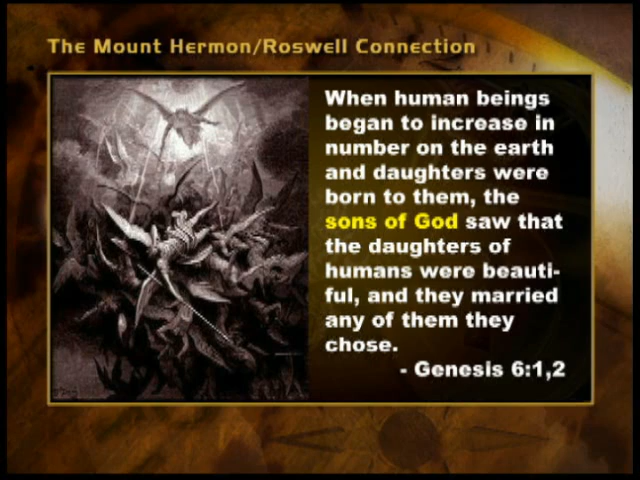 The Mount Hermon/Roswell Connection
When human beings
began to increase in
number on the earth
and daughters were
born to them, the
sons of God saw that
the daughters of
humans were beauti-
ful, and they married
any of them they
chose.
- Genesis 6:1,2